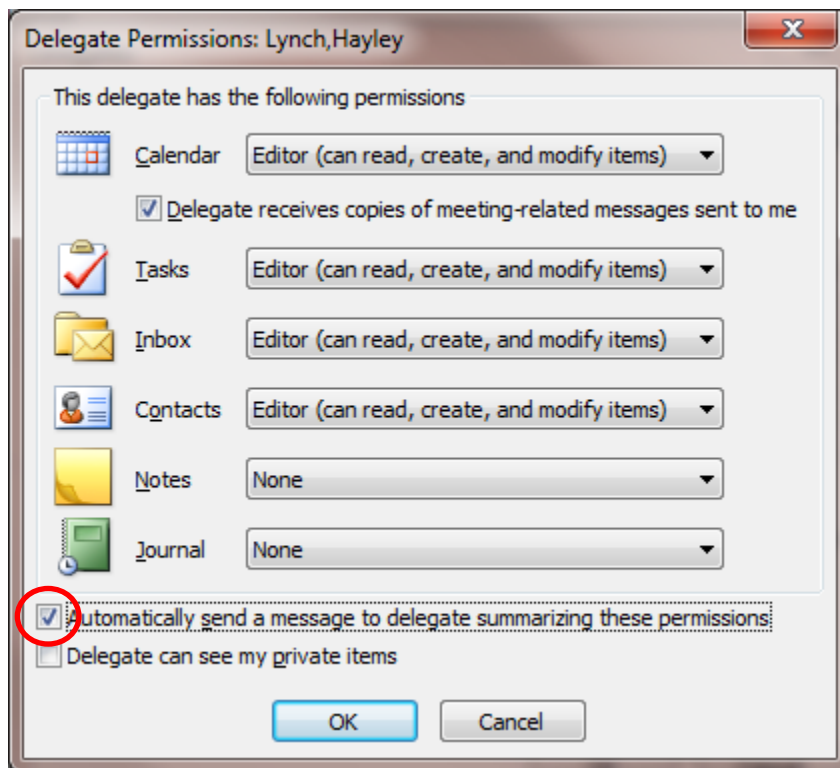 Delegate Permissions: Lynch,Hayley
This delegate has the following permissions
Calendar Editor (can read, create, and modify items)
Delegate receives copies of meeting-related messages sent to me
Tasks Editor (can read, create, and modify items)
Inbox Editor (can read, create, and modify items)
Contacts Editor (can read, create, and modify items)
Notes None
Journal None
Automatically send a message to delegate summarizing these permissions
Delegate can see my private items
OK Cancel